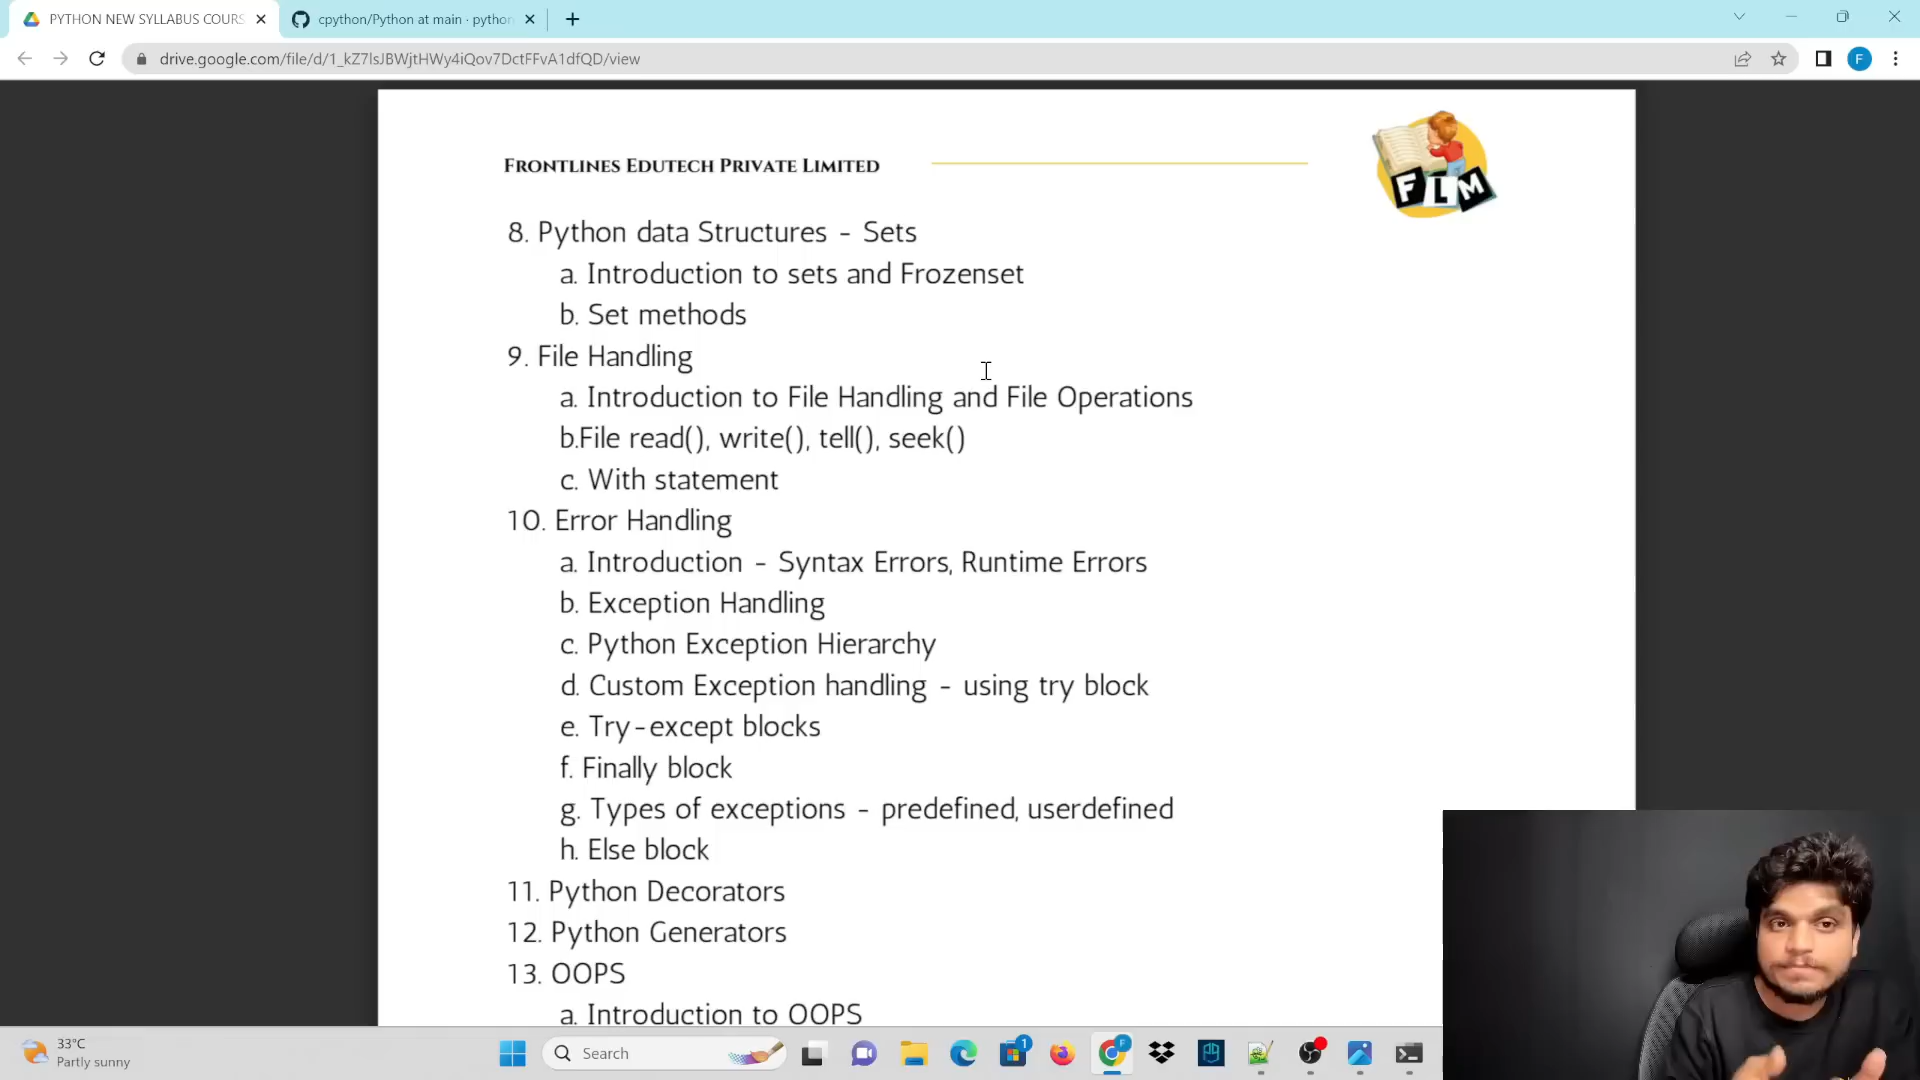 PYTHON NEW SYLLABUS COURS
cpython/Python at main · python
drive.google.com/file/d/1_kZ7lsJBWjtHWy4iQov7DctFFvA1dfQD/view
F
FRONTLINES EDUTECH PRIVATE LIMITED
FLM
8. Python data Structures - Sets
a. Introduction to sets and Frozenset
b. Set methods
9. File Handling
a. Introduction to File Handling and File Operations
b.File read(), write(), tell(), seek()
c. With statement
10. Error Handling
a. Introduction - Syntax Errors, Runtime Errors
b. Exception Handling
c. Python Exception Hierarchy
d. Custom Exception handling - using try block
e. Try-except blocks
f. Finally block
g. Types of exceptions - predefined, userdefined
h. Else block
11. Python Decorators
12. Python Generators
13. OOPS
a. Introduction to OOPS
33°C
Partly sunny
Search
1
F